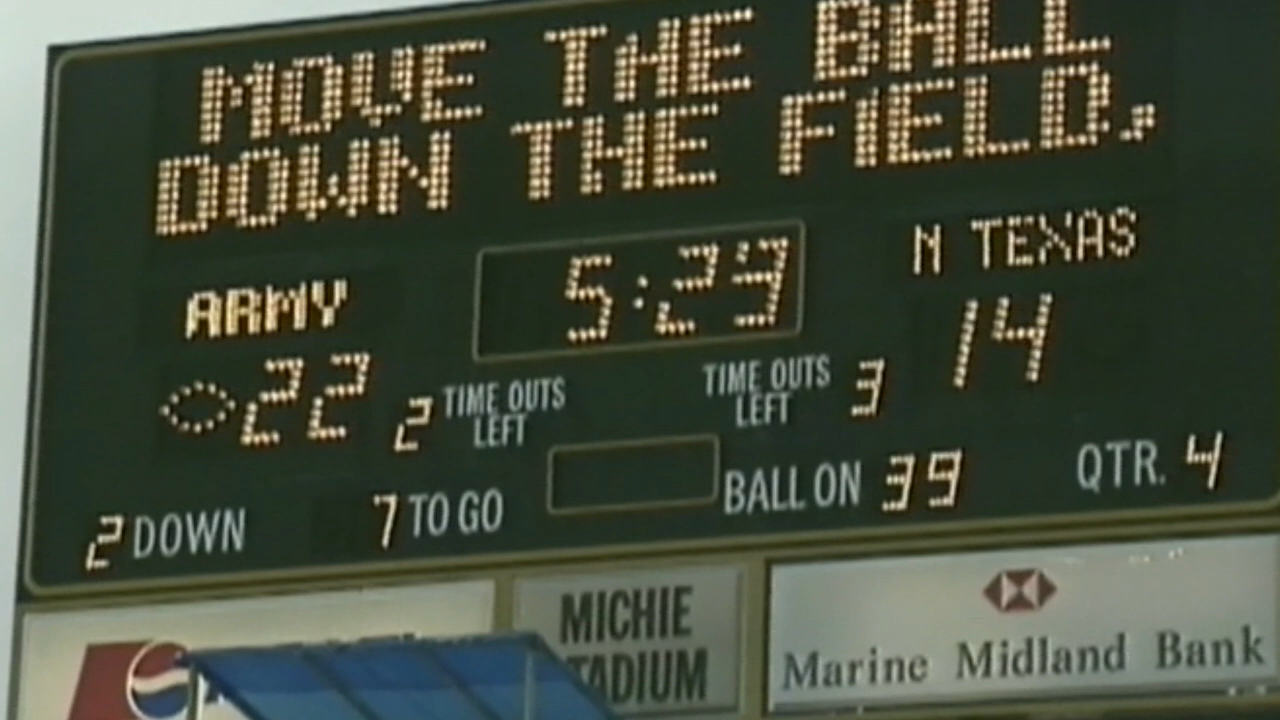 MOVE THE BALL
DOWN THE FIELD,
ARMY 5:29 N TEXAS
22 14
2 TIME OUTS LEFT TIME OUTS LEFT 3
2 DOWN 7 TO GO BALL ON 39 QTR. 4
MICHIE
STADIUM
Marine Midland Bank